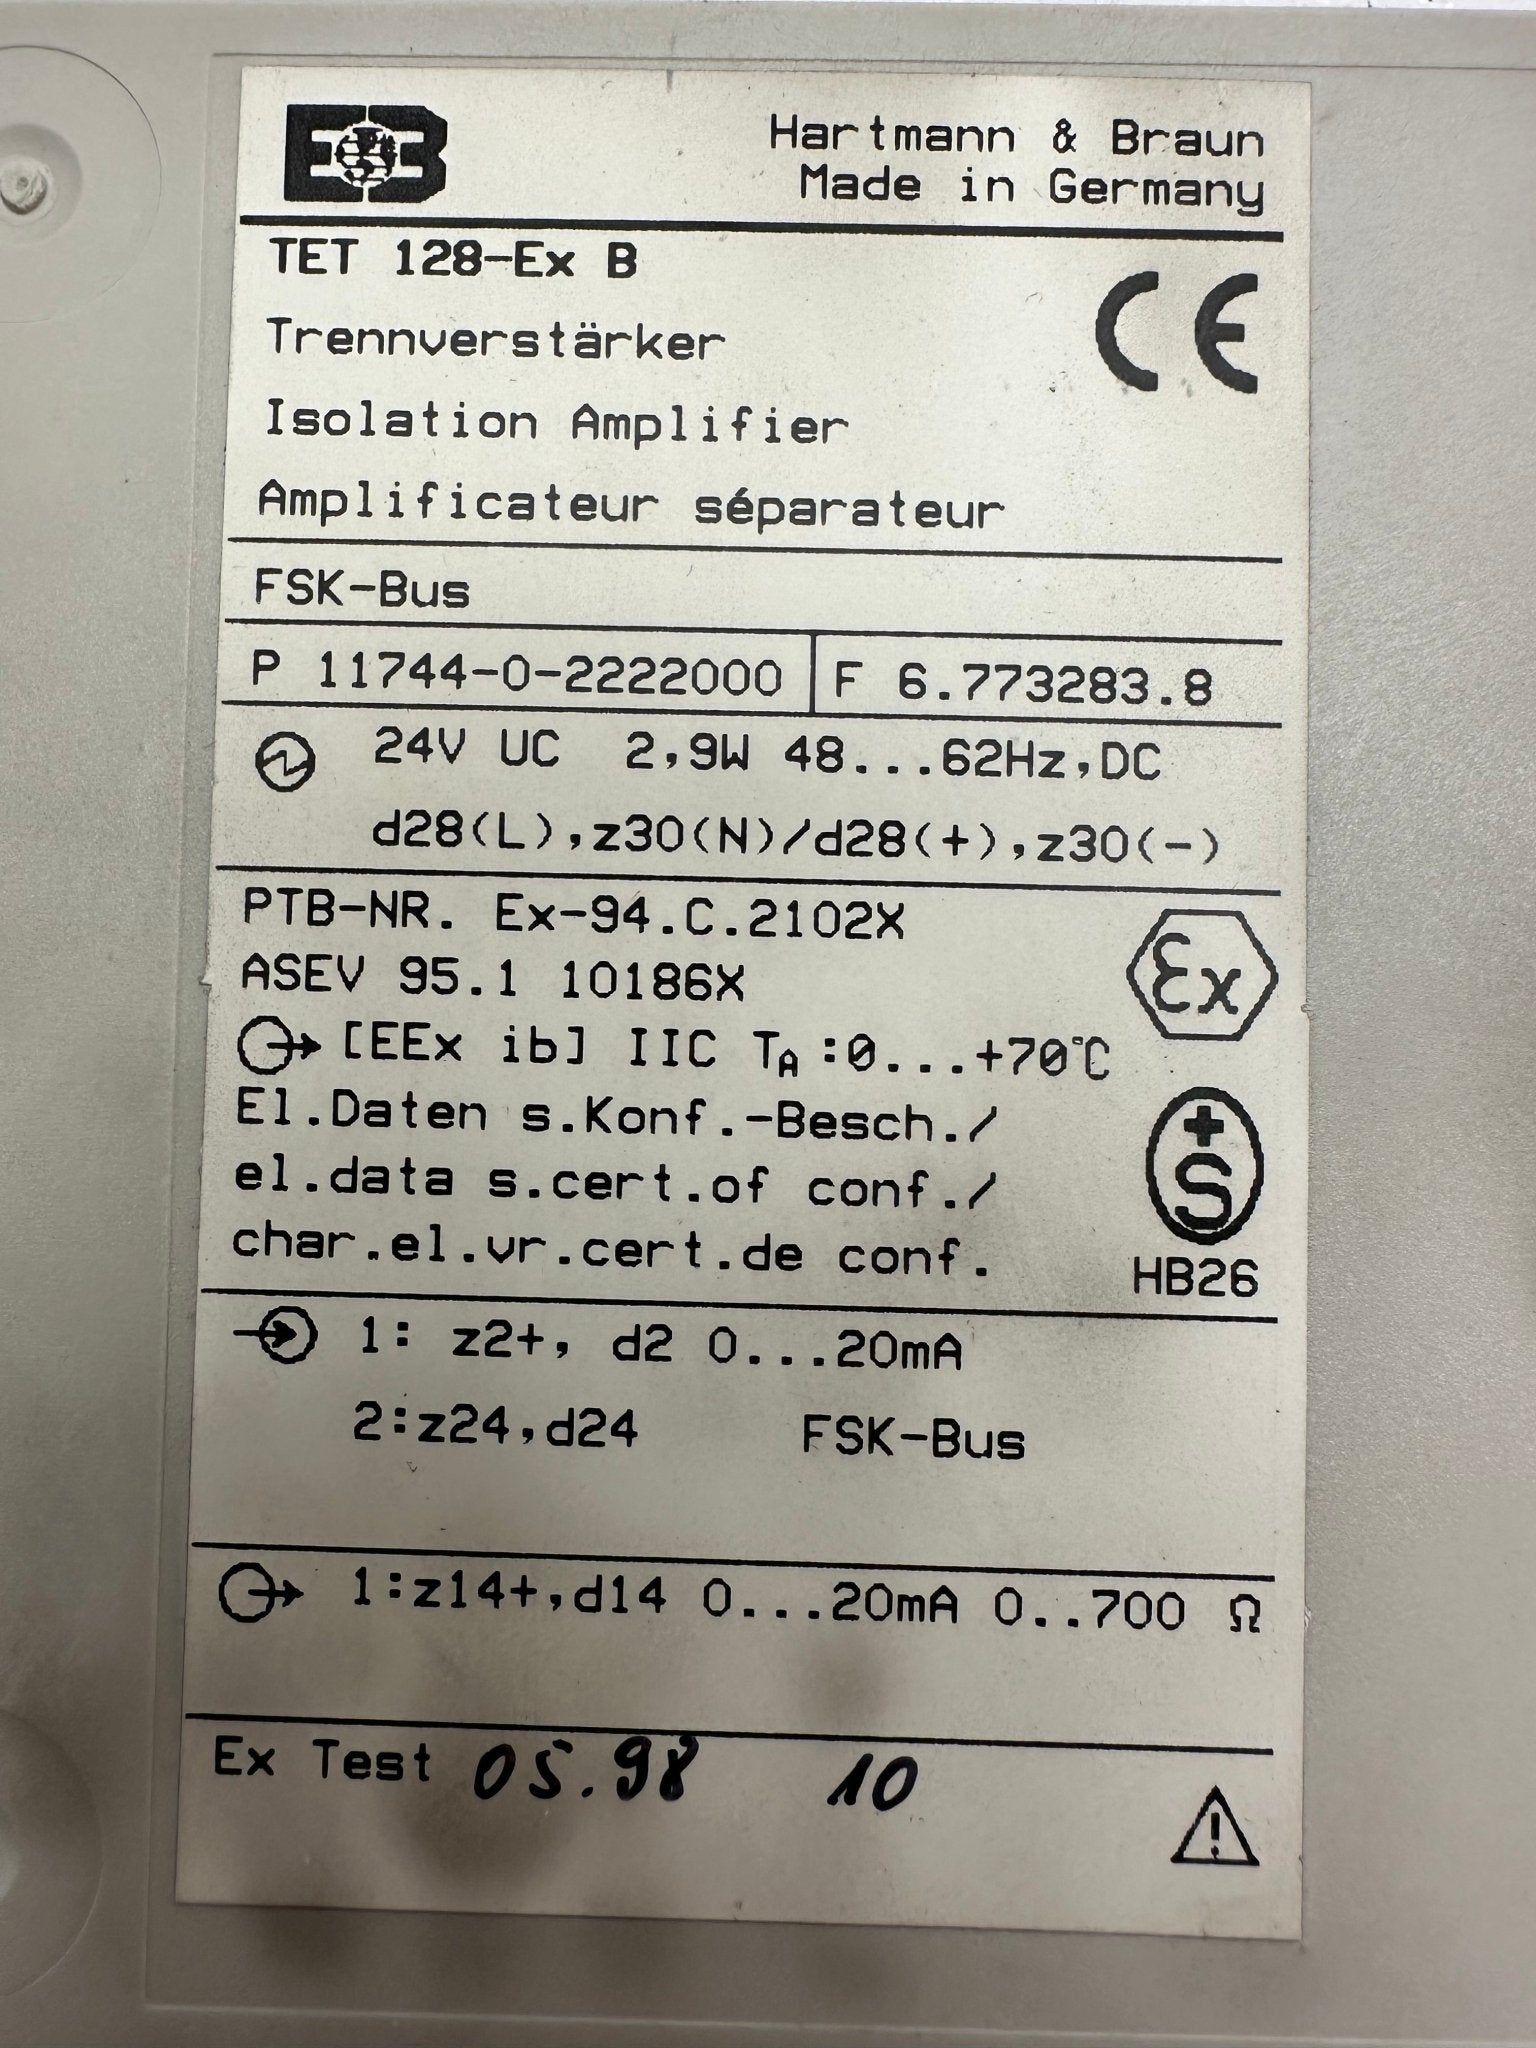 Hartmann & Braun
Made in Germany
TET 128-Ex B
CE
Trennverstärker
Isolation Amplifier
Amplificateur séparateur
FSK-Bus
P 11744-0-2222000 F 6.773283.8
24V UC 2,9W 48...62Hz,DC
d28(L),z30(N)/d28(+),z30(-)
PTB-NR. Ex-94.C.2102X
ASEV 95.1 10186X
Ex
[EEx ib] IIC TA:0...+70°C
El.Daten s.Konf.-Besch./
el.data s.cert.of conf./
char.el.vr.cert.de conf.
+S
HB26
1: z2+, d2 0...20mA
2:z24,d24 FSK-Bus
1:z14+,d14 0...20mA 0..700 Ω
Ex Test 05.98 10
!